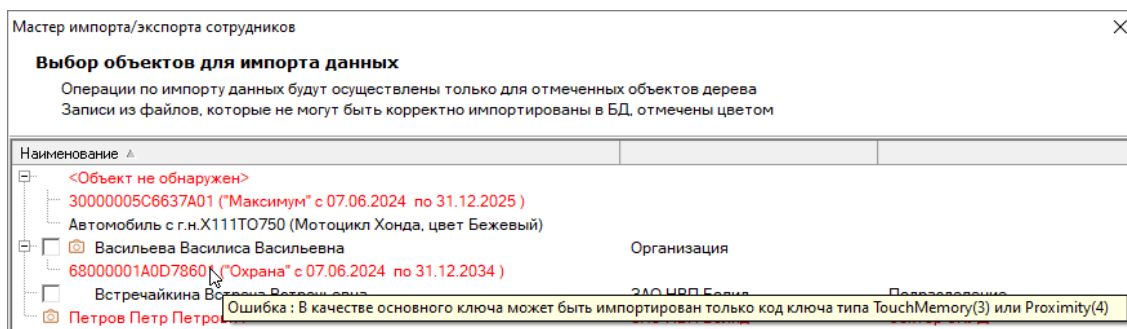 Мастер импорта/экспорта сотрудников
Выбор объектов для импорта данных
Операции по импорту данных будут осуществлены только для отмеченных объектов дерева
Записи из файлов, которые не могут быть корректно импортированы в БД, отмечены цветом
Наименование
<Объект не обнаружен>
30000005C6637A01 ("Максимум" с 07.06.2024 по 31.12.2025 )
Автомобиль с г.н.Х111ТО750 (Мотоцикл Хонда, цвет Бежевый)
Васильева Василиса Васильевна Организация
68000001A0D78601 ("Охрана" с 07.06.2024 по 31.12.2034 )
Встречайкина
Ошибка : В качестве основного ключа может быть импортирован только код ключа типа TouchMemory(3) или Proximity(4)
Петров Петр